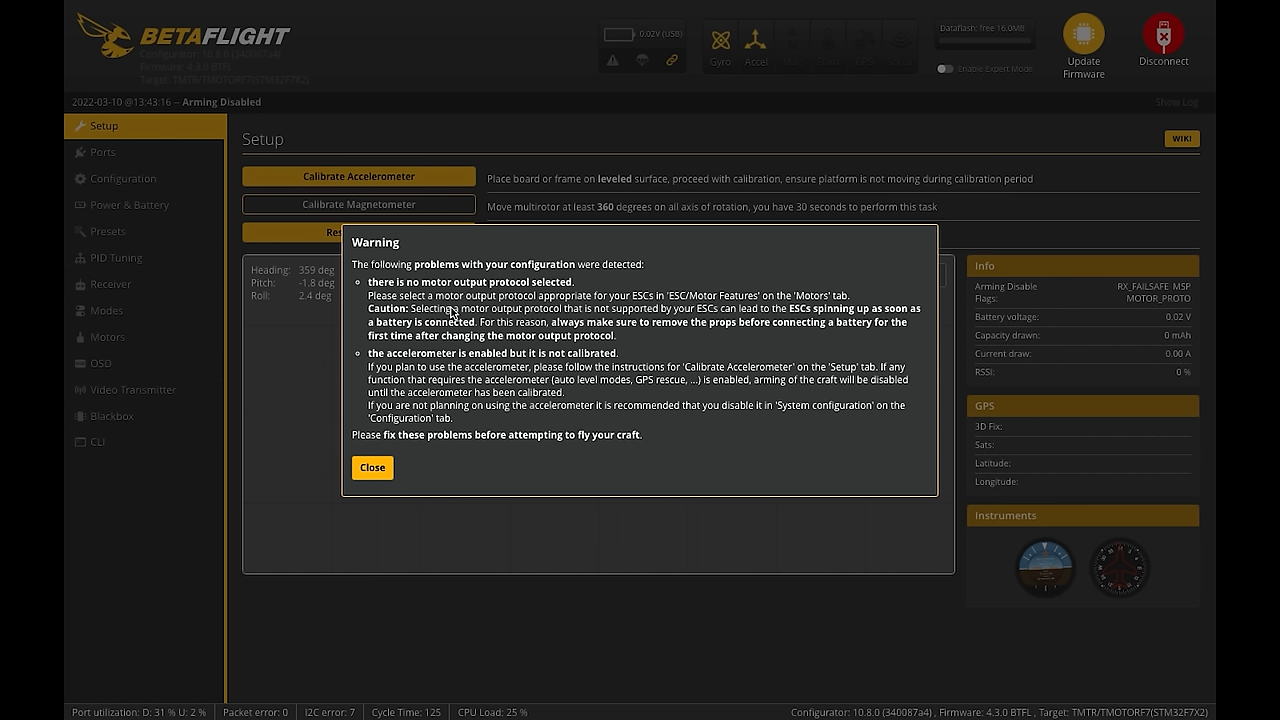 BETAFLIGHT
Configurator: 10.8.0 (340087a4)
Firmware: 4.3.0 BTFL
Target: TMTR/TMOTORF7(STM32F7X2)
0.02V (USB)
Gyro
Accel
Dataflash: free 16.0MB
Enable Expert Mode
Update
Firmware
Disconnect
2022-03-10 @13:43:16 -- Arming Disabled
Show Log
Setup
Ports
Configuration
Power & Battery
Presets
PID Tuning
Receiver
Modes
Motors
OSD
Video Transmitter
Blackbox
CLI
Setup
WIKI
Calibrate Accelerometer
Place board or frame on leveled surface, proceed with calibration, ensure platform is not moving during calibration period
Calibrate Magnetometer
Move multirotor at least 360 degrees on all axis of rotation, you have 30 seconds to perform this task
Res
Heading: 359 deg
Pitch: -1.8 deg
Roll: 2.4 deg
Warning
The following problems with your configuration were detected:
there is no motor output protocol selected.
Please select a motor output protocol appropriate for your ESCs in 'ESC/Motor Features' on the 'Motors' tab.
Caution: Selecting a motor output protocol that is not supported by your ESCs can lead to the ESCs spinning up as soon as
a battery is connected. For this reason, always make sure to remove the props before connecting a battery for the
first time after changing the motor output protocol.
the accelerometer is enabled but it is not calibrated.
If you plan to use the accelerometer, please follow the instructions for 'Calibrate Accelerometer' on the 'Setup' tab. If any
function that requires the accelerometer (auto level modes, GPS rescue, ...) is enabled, arming of the craft will be disabled
until the accelerometer has been calibrated.
If you are not planning on using the accelerometer it is recommended that you disable it in 'System configuration' on the
'Configuration' tab.
Please fix these problems before attempting to fly your craft.
Close
Info
Arming Disable Flags: RX_FAILSAFE MSP MOTOR_PROTO
Battery voltage: 0.02 V
Capacity drawn: 0 mAh
Current draw: 0.00 A
RSSI: 0 %
GPS
3D Fix:
Sats:
Latitude:
Longitude:
Instruments
Port utilization: D: 31 % U: 2 %
Packet error: 0
I2C error: 7
Cycle Time: 125
CPU Load: 25 %
Configurator: 10.8.0 (340087a4) , Firmware: 4.3.0 BTFL , Target: TMTR/TMOTORF7(STM32F7X2)